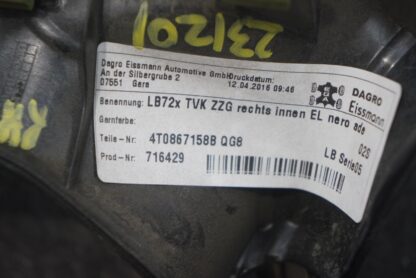 231201
RH
Dagro Eissmann Automotive GmbH Druckdatum:
An der Silbergrube 2 12.04.2016 09:46
07551 Gera
DAGRO
Eissmann
Benennung: LB72x TVK ZZG rechts innen EL nero ade
Garnfarbe: 02S
Teile-Nr: 4T0867158B QG8 LB Serie05
Prod-Nr: 716429